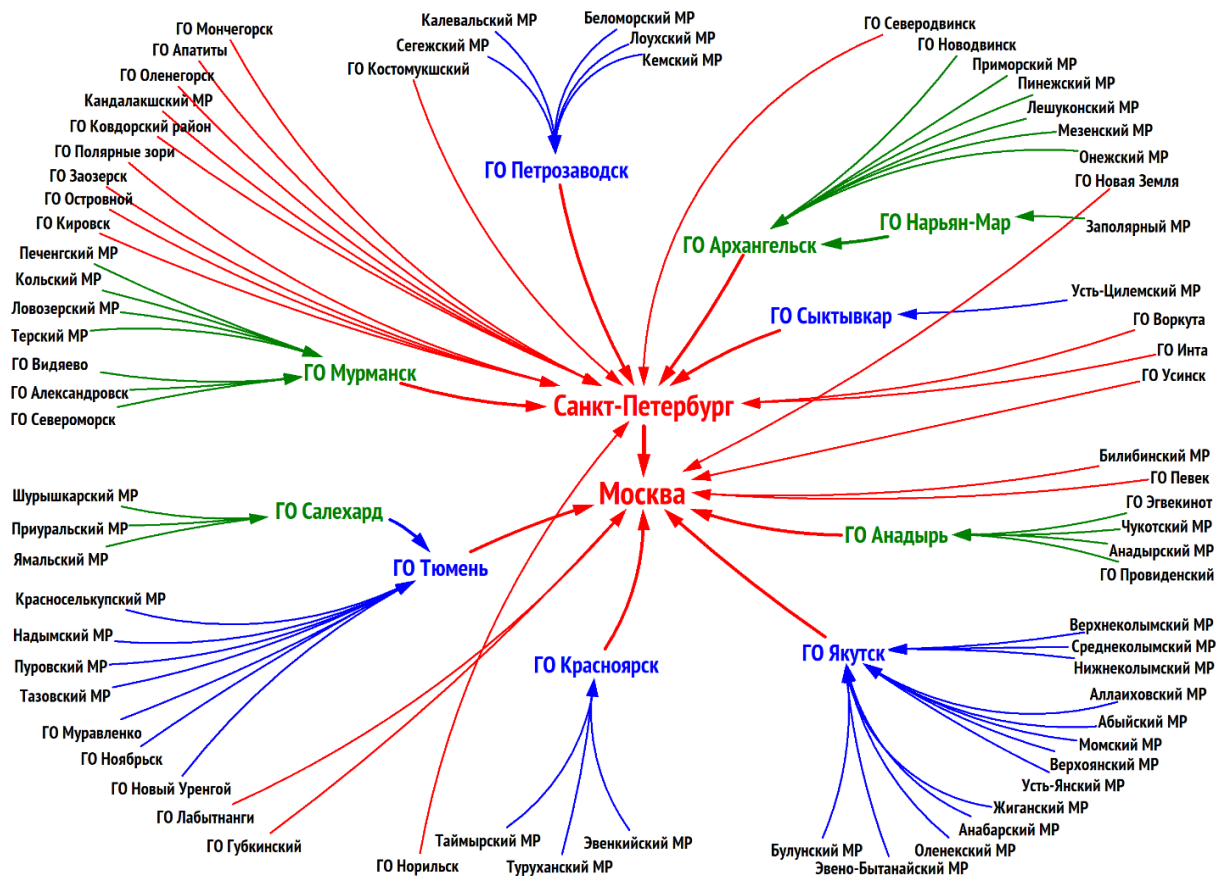 ГО Мончегорск
ГО Апатиты
ГО Оленегорск
Кандалакшский МР
ГО Ковдорский район
ГО Полярные зори
ГО Заозерск
ГО Островной
ГО Кировск
Печенгский МР
Кольский МР
Ловозерский МР
Терский МР
ГО Видяево
ГО Александровск
ГО Североморск
ГО Мурманск
Калевальский МР
Сегежский МР
ГО Костомукшский
Беломорский МР
Лоухский МР
Кемский МР
ГО Петрозаводск
ГО Северодвинск
ГО Новодвинск
Приморский МР
Пинежский МР
Лешуконский МР
Мезенский МР
Онежский МР
ГО Новая Земля
ГО Нарьян-Мар
Заполярный МР
ГО Архангельск
Усть-Цилемский МР
ГО Сыктывкар
ГО Воркута
ГО Инта
ГО Усинск
Санкт-Петербург
Москва
Билибинский МР
ГО Певек
ГО Эгвекинот
Чукотский МР
Анадырский МР
ГО Провиденский
ГО Анадырь
Шурышкарский МР
Приуральский МР
Ямальский МР
ГО Салехард
ГО Тюмень
Красноселькупский МР
Надымский МР
Пуровский МР
Тазовский МР
ГО Муравленко
ГО Ноябрьск
ГО Новый Уренгой
ГО Лабытнанги
ГО Губкинский
ГО Норильск
ГО Красноярск
Таймырский МР
Туруханский МР
Эвенкийский МР
ГО Якутск
Верхнеколымский МР
Среднеколымский МР
Нижнеколымский МР
Аллаиховский МР
Абыйский МР
Момский МР
Верхоянский МР
Усть-Янский МР
Жиганский МР
Анабарский МР
Оленекский МР
Эвено-Бытанайский МР
Булунский МР